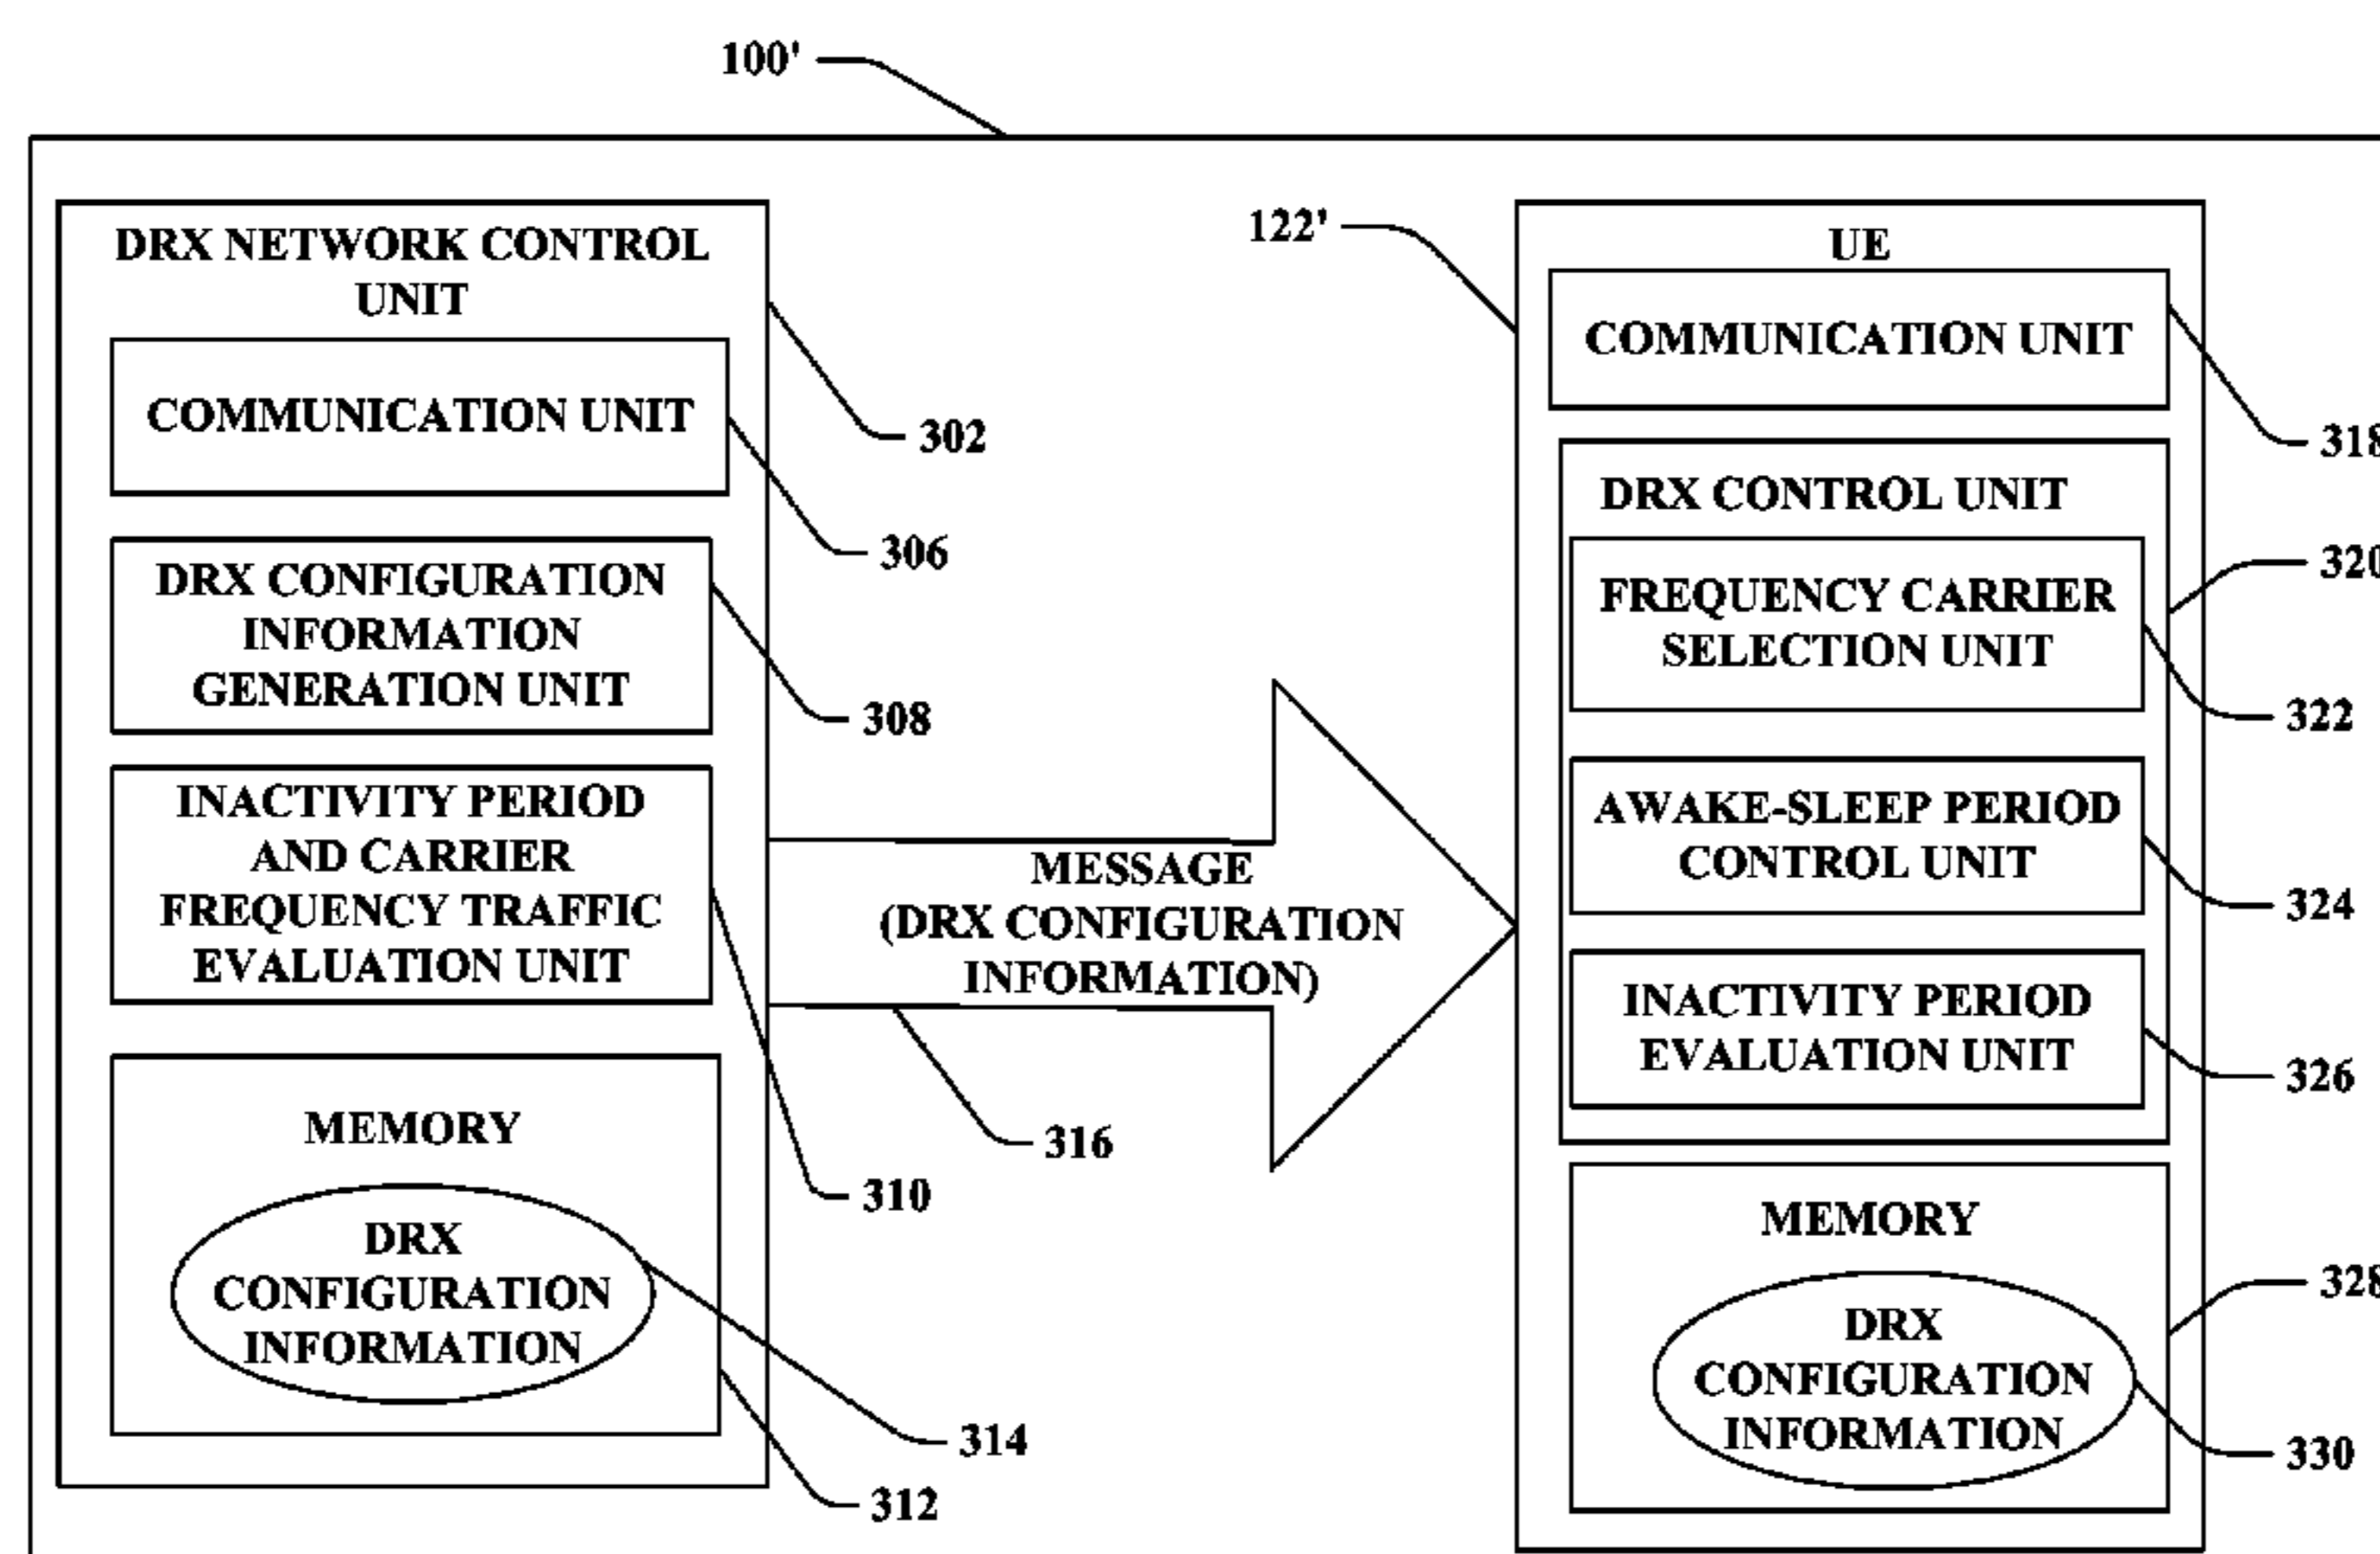 100'
DRX NETWORK CONTROL
UNIT
COMMUNICATION UNIT
302
306
DRX CONFIGURATION
INFORMATION
GENERATION UNIT
308
INACTIVITY PERIOD
AND CARRIER
FREQUENCY TRAFFIC
EVALUATION UNIT
310
MEMORY
DRX
CONFIGURATION
INFORMATION
314
312
MESSAGE
(DRX CONFIGURATION
INFORMATION)
316
122'
UE
COMMUNICATION UNIT
318
DRX CONTROL UNIT
320
FREQUENCY CARRIER
SELECTION UNIT
322
AWAKE-SLEEP PERIOD
CONTROL UNIT
324
INACTIVITY PERIOD
EVALUATION UNIT
326
MEMORY
328
DRX
CONFIGURATION
INFORMATION
330